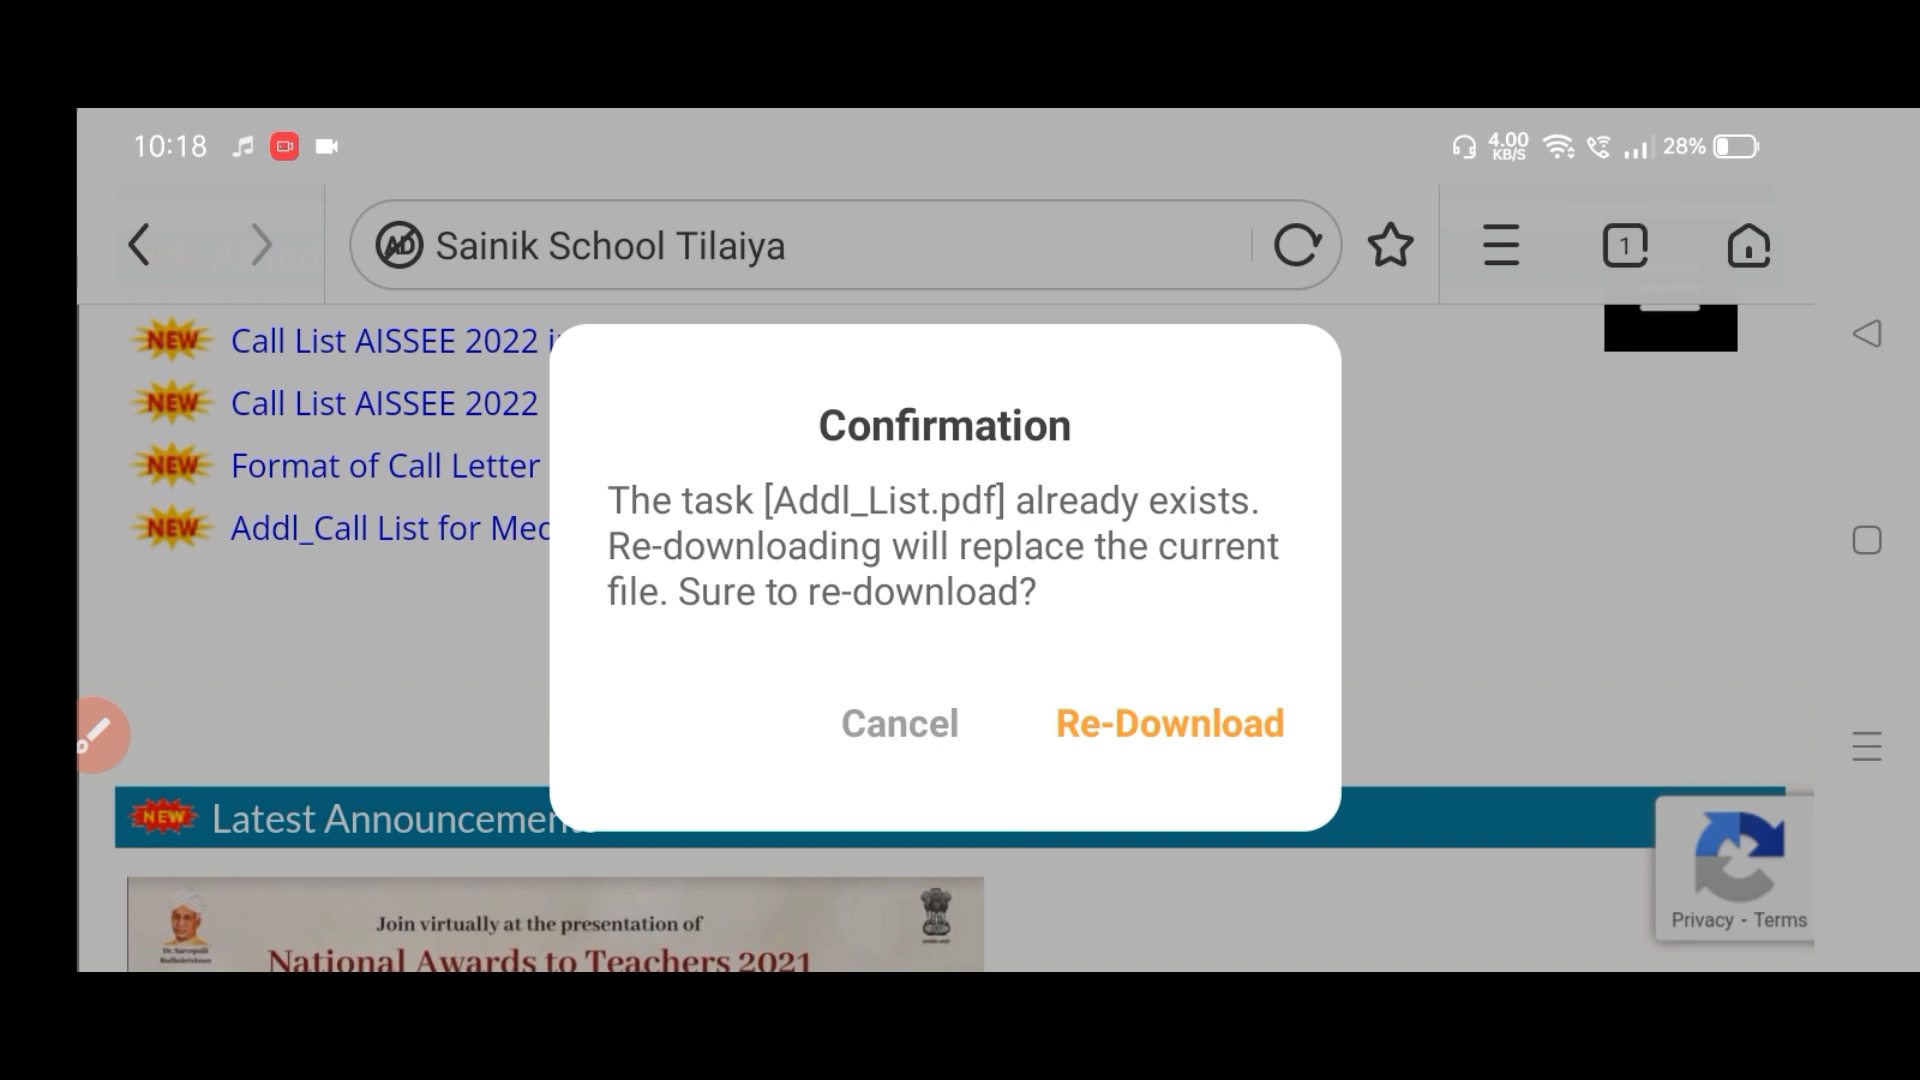 10:18
4.00
KB/S
28%
AD Sainik School Tilaiya
1
NEW Call List AISSEE 2022
NEW Call List AISSEE 2022
NEW Format of Call Letter
NEW Addl_Call List for
Confirmation
The task [Addl_List.pdf] already exists.
Re-downloading will replace the current
file. Sure to re-download?
Cancel Re-Download
NEW Latest
Privacy - Terms
Join virtually at the presentation of
National Awards to Teachers 2021